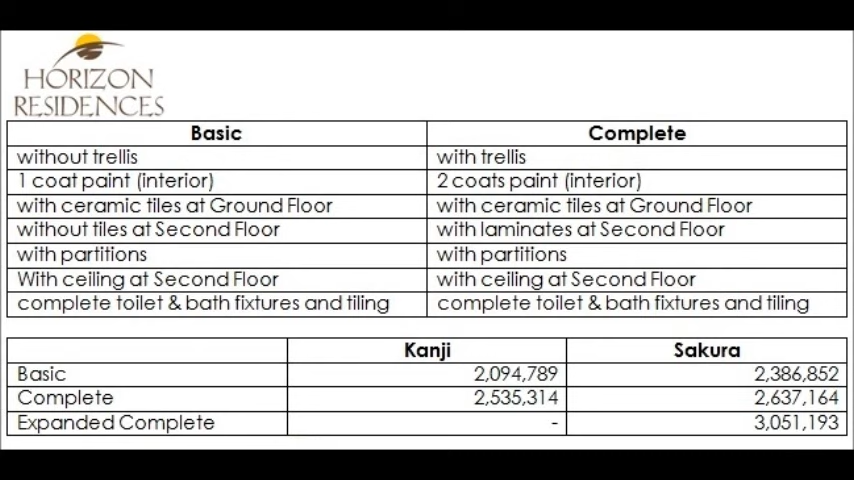 HORIZON
RESIDENCES
Basic Complete
without trellis with trellis
1 coat paint (interior) 2 coats paint (interior)
with ceramic tiles at Ground Floor with ceramic tiles at Ground Floor
without tiles at Second Floor with laminates at Second Floor
with partitions with partitions
With ceiling at Second Floor with ceiling at Second Floor
complete toilet & bath fixtures and tiling complete toilet & bath fixtures and tiling
Kanji Sakura
Basic 2,094,789 2,386,852
Complete 2,535,314 2,637,164
Expanded Complete - 3,051,193